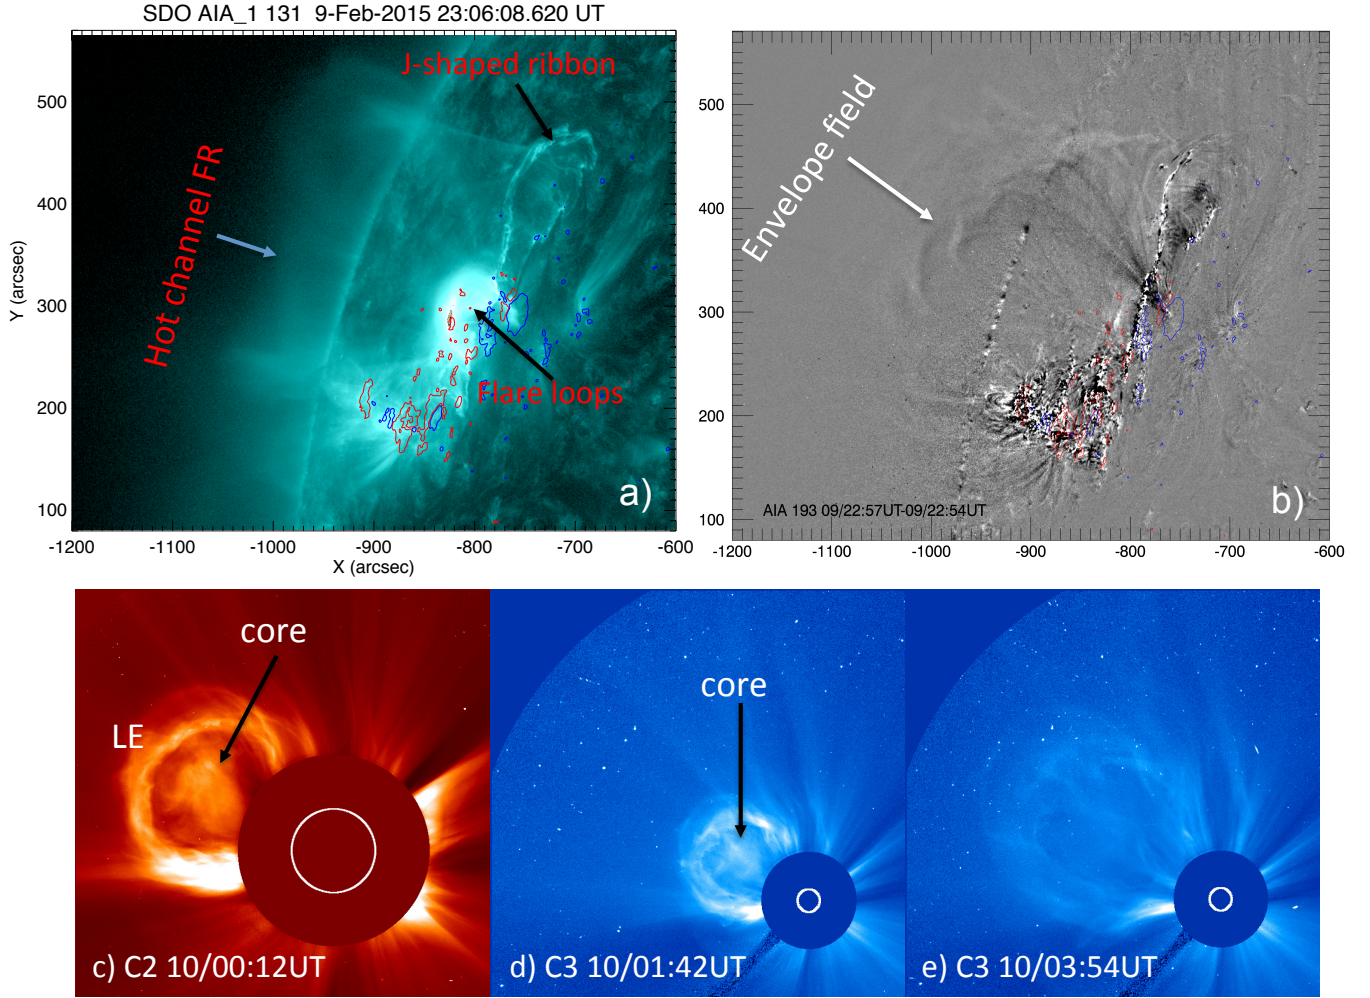 SDO AIA_1 131 9-Feb-2015 23:06:08.620 UT
J-shaped ribbon
Hot channel FR
Flare loops
a)
Y (arcsec)
500
400
300
200
100
-1200 -1100 -1000 -900 -800 -700 -600
X (arcsec)
Envelope field
AIA 193 09/22:57UT-09/22:54UT
b)
500
400
300
200
100
-1200 -1100 -1000 -900 -800 -700 -600
core
LE
c) C2 10/00:12UT
core
d) C3 10/01:42UT
e) C3 10/03:54UT